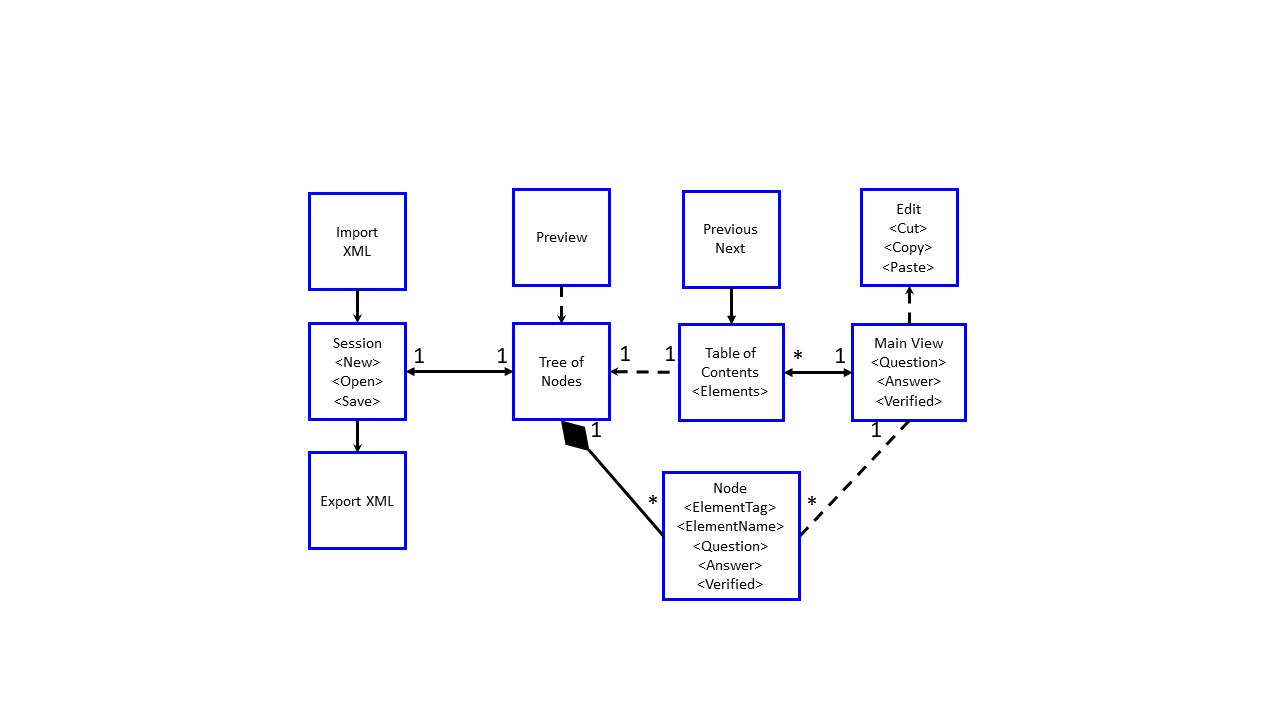 Import
XML
Preview
Previous
Next
Edit
<Cut>
<Copy>
<Paste>
Session
<New>
<Open>
<Save>
1
1
Tree of
Nodes
1
1
Table of
Contents
<Elements>
*
1
Main View
<Question>
<Answer>
<Verified>
1
1
Export XML
*
Node
<ElementTag>
<ElementName>
<Question>
<Answer>
<Verified>
*